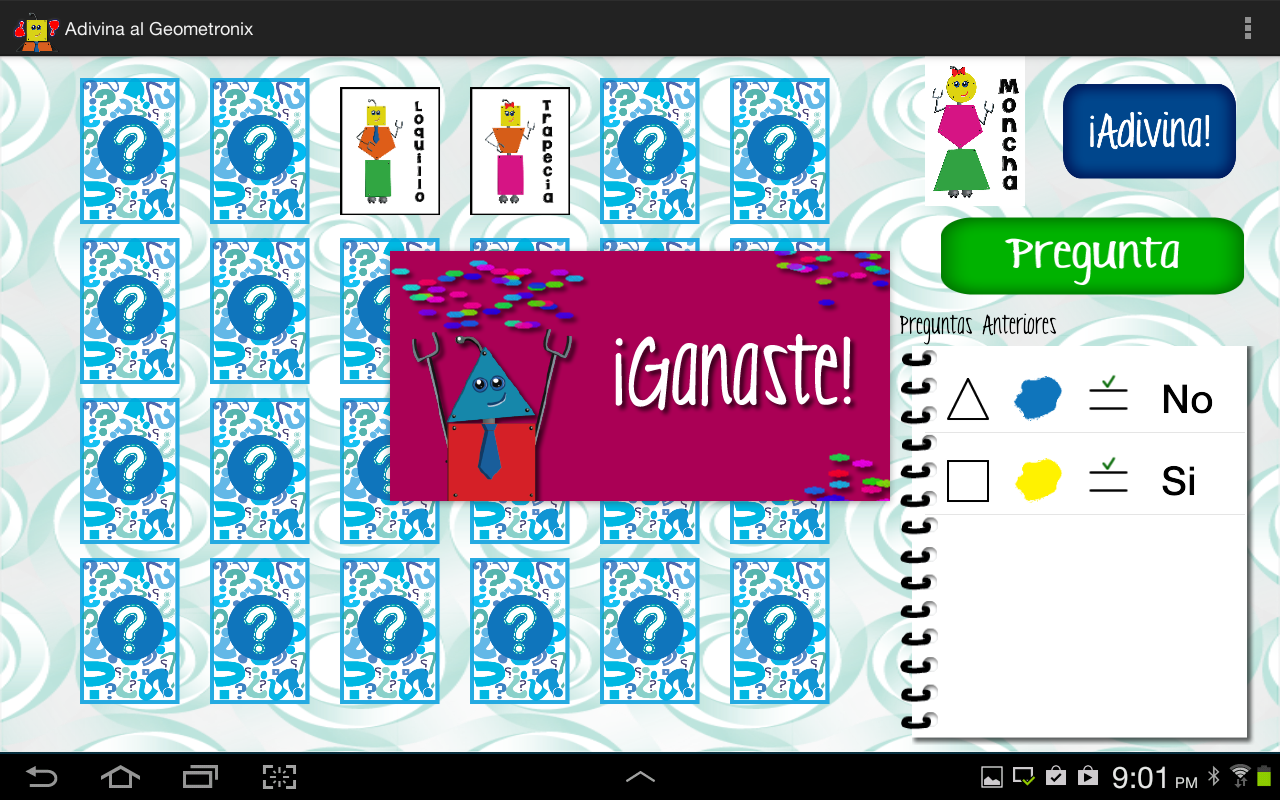 Adivina al Geometronix
Loquillo
Trapecia
Moncha
¡Adivina!
Pregunta
¡Ganaste!
Preguntas Anteriores
No
Si
9:01 PM